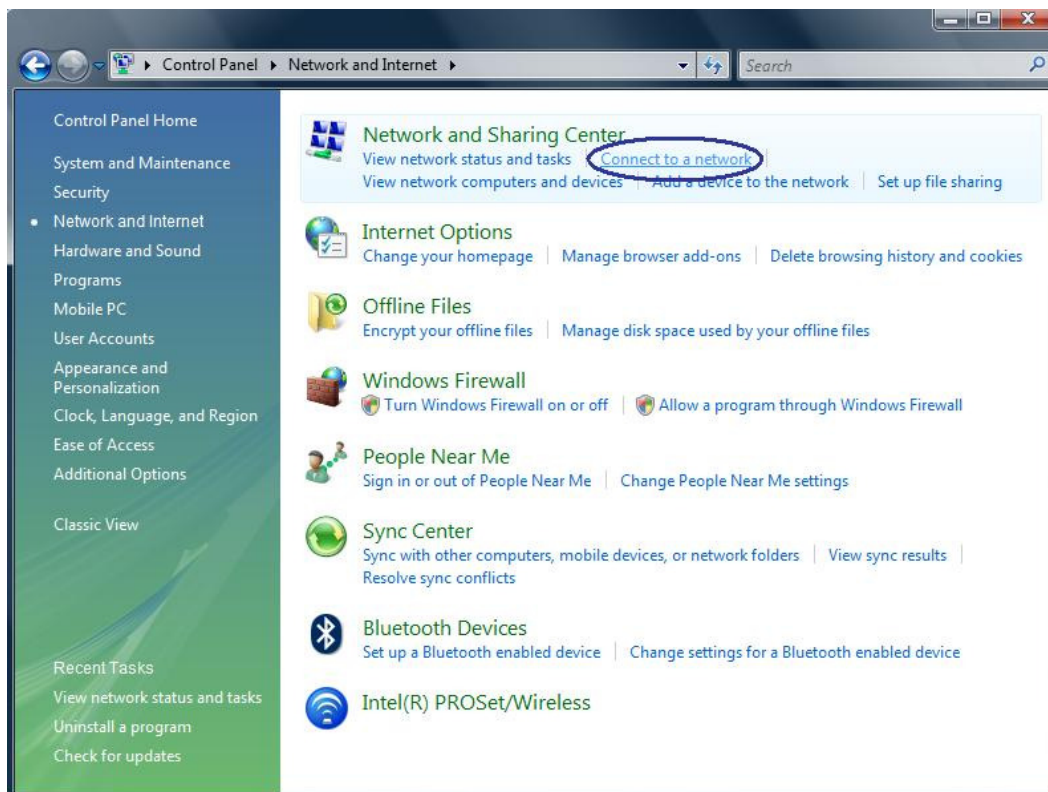 Control Panel ▸ Network and Internet ▸
Search
Control Panel Home
System and Maintenance
Security
• Network and Internet
Hardware and Sound
Programs
Mobile PC
User Accounts
Appearance and
Personalization
Clock, Language, and Region
Ease of Access
Additional Options
Classic View
Recent Tasks
View network status and tasks
Uninstall a program
Check for updates
Network and Sharing Center
View network status and tasks | Connect to a network |
View network computers and devices | Add a device to the network | Set up file sharing
Internet Options
Change your homepage | Manage browser add-ons | Delete browsing history and cookies
Offline Files
Encrypt your offline files | Manage disk space used by your offline files
Windows Firewall
Turn Windows Firewall on or off | Allow a program through Windows Firewall
People Near Me
Sign in or out of People Near Me | Change People Near Me settings
Sync Center
Sync with other computers, mobile devices, or network folders | View sync results |
Resolve sync conflicts
Bluetooth Devices
Set up a Bluetooth enabled device | Change settings for a Bluetooth enabled device
Intel(R) PROSet/Wireless